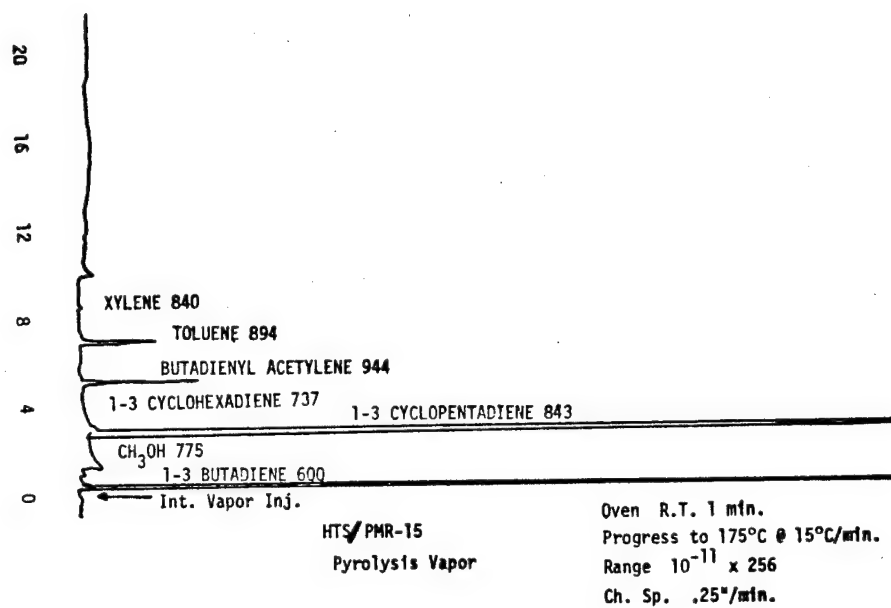 20
16
12
8
4
0
XYLENE 840
TOLUENE 894
BUTADIENYL ACETYLENE 944
1-3 CYCLOHEXADIENE 737
1-3 CYCLOPENTADIENE 843
CH3OH 775
1-3 BUTADIENE 600
Int. Vapor Inj.
HTS/PMR-15
Pyrolysis Vapor
Oven R.T. 1 min.
Progress to 175°C @ 15°C/min.
Range 10-11 x 256
Ch. Sp. .25"/min.